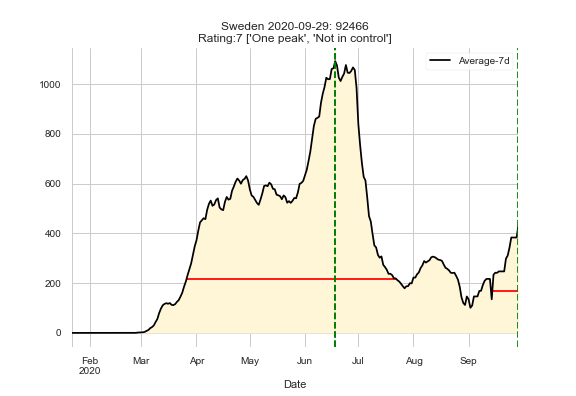 Sweden 2020-09-29: 92466
Rating:7 ['One peak', 'Not in control']
Average-7d
1000
800
600
400
200
0
Feb Mar Apr May Jun Jul Aug Sep
2020
Date